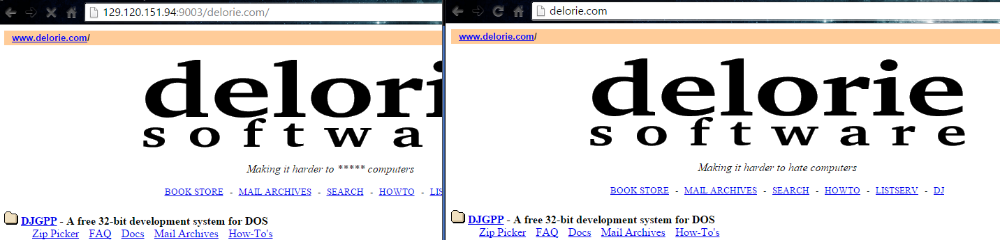 129.120.151.94:9003/delorie.com/
www.delorie.com/
delori
softwa
Making it harder to ***** computers
BOOK STORE - MAIL ARCHIVES - SEARCH - HOWTO - LIS
DJGPP - A free 32-bit development system for DOS
Zip Picker FAQ Docs Mail Archives How-To's
delorie.com
www.delorie.com/
delorie
software
Making it harder to hate computers
BOOK STORE - MAIL ARCHIVES - SEARCH - HOWTO - LISTSERV - DJ
DJGPP - A free 32-bit development system for DOS
Zip Picker FAQ Docs Mail Archives How-To's